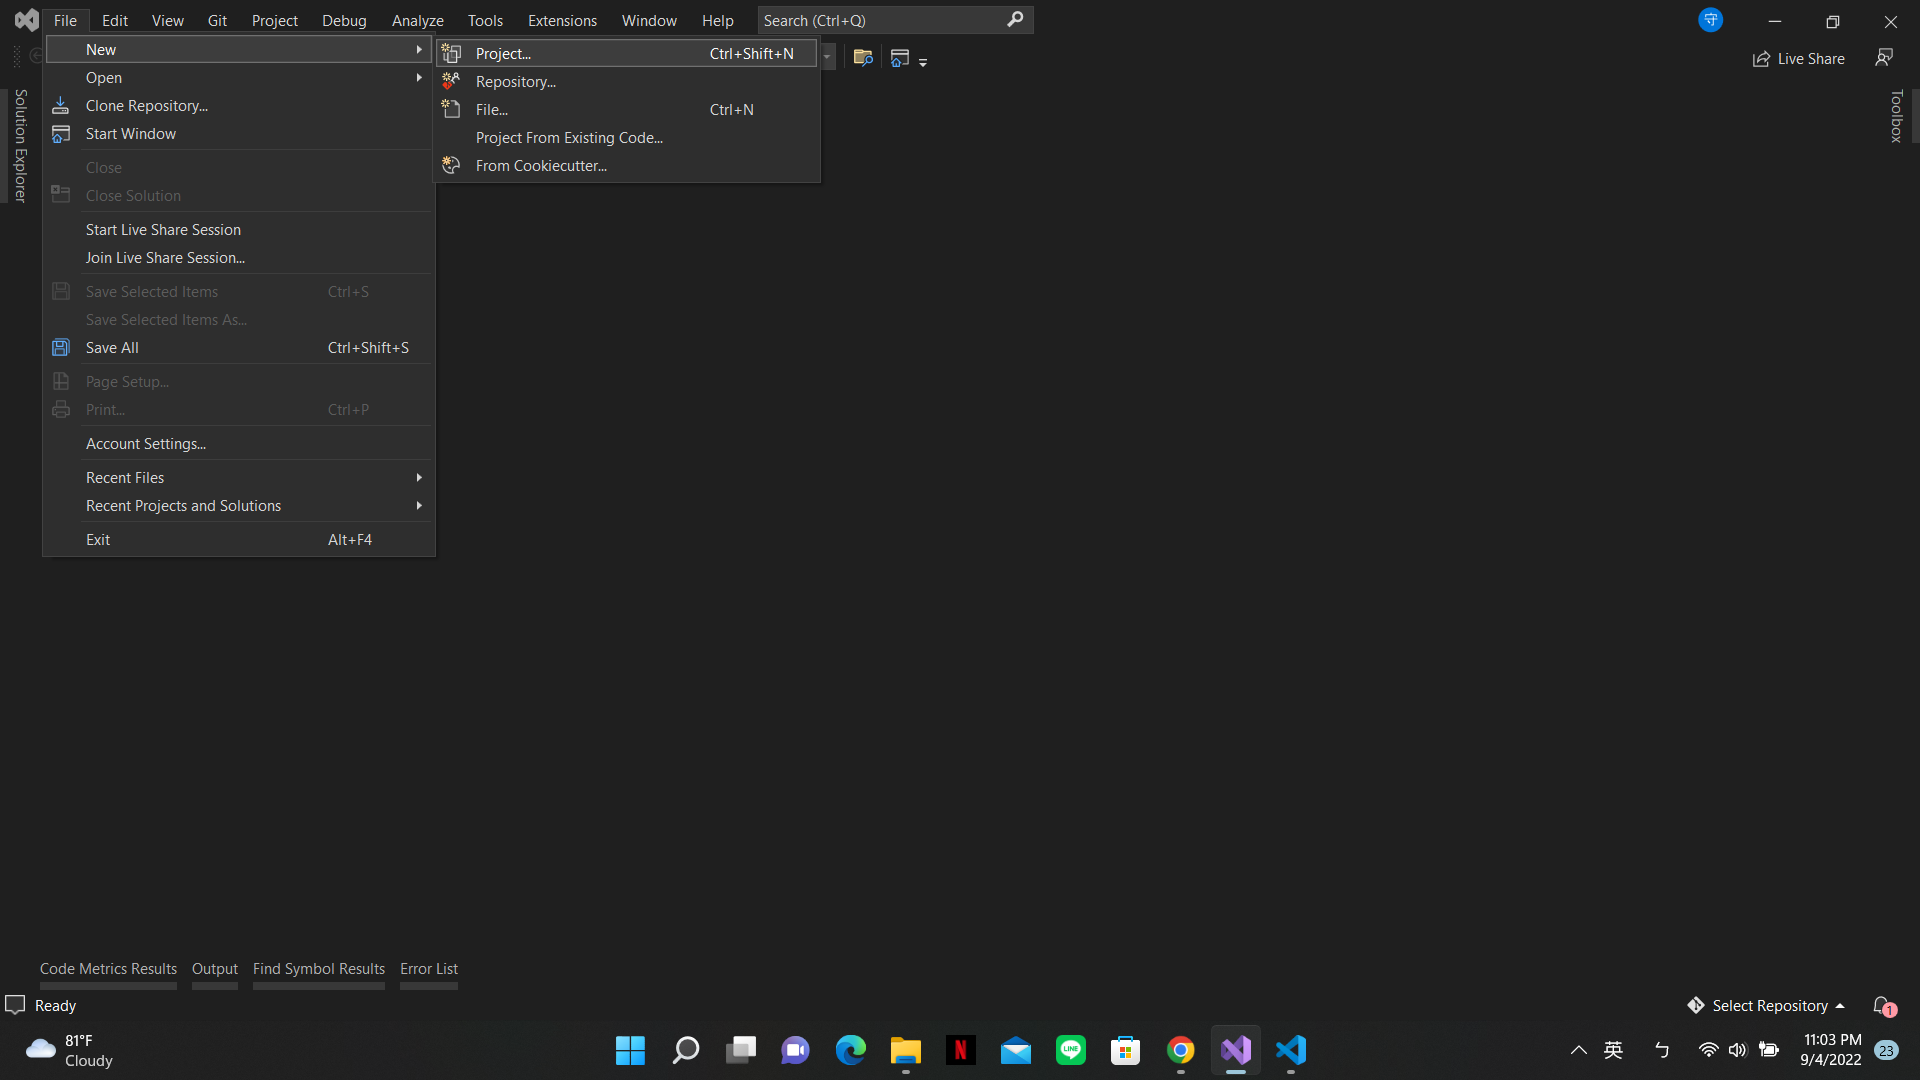 File Edit View Git Project Debug Analyze Tools Extensions Window Help Search (Ctrl+Q) 守
New
Open
Clone Repository...
Start Window
Close
Close Solution
Start Live Share Session
Join Live Share Session...
Save Selected Items Ctrl+S
Save Selected Items As...
Save All Ctrl+Shift+S
Page Setup...
Print... Ctrl+P
Account Settings...
Recent Files
Recent Projects and Solutions
Exit Alt+F4
Project... Ctrl+Shift+N
Repository...
File... Ctrl+N
Project From Existing Code...
From Cookiecutter...
Live Share
Solution Explorer
Toolbox
Code Metrics Results Output Find Symbol Results Error List
Ready
Select Repository 1
81°F
Cloudy
N
LINE
英 ㄅ
11:03 PM
9/4/2022 23